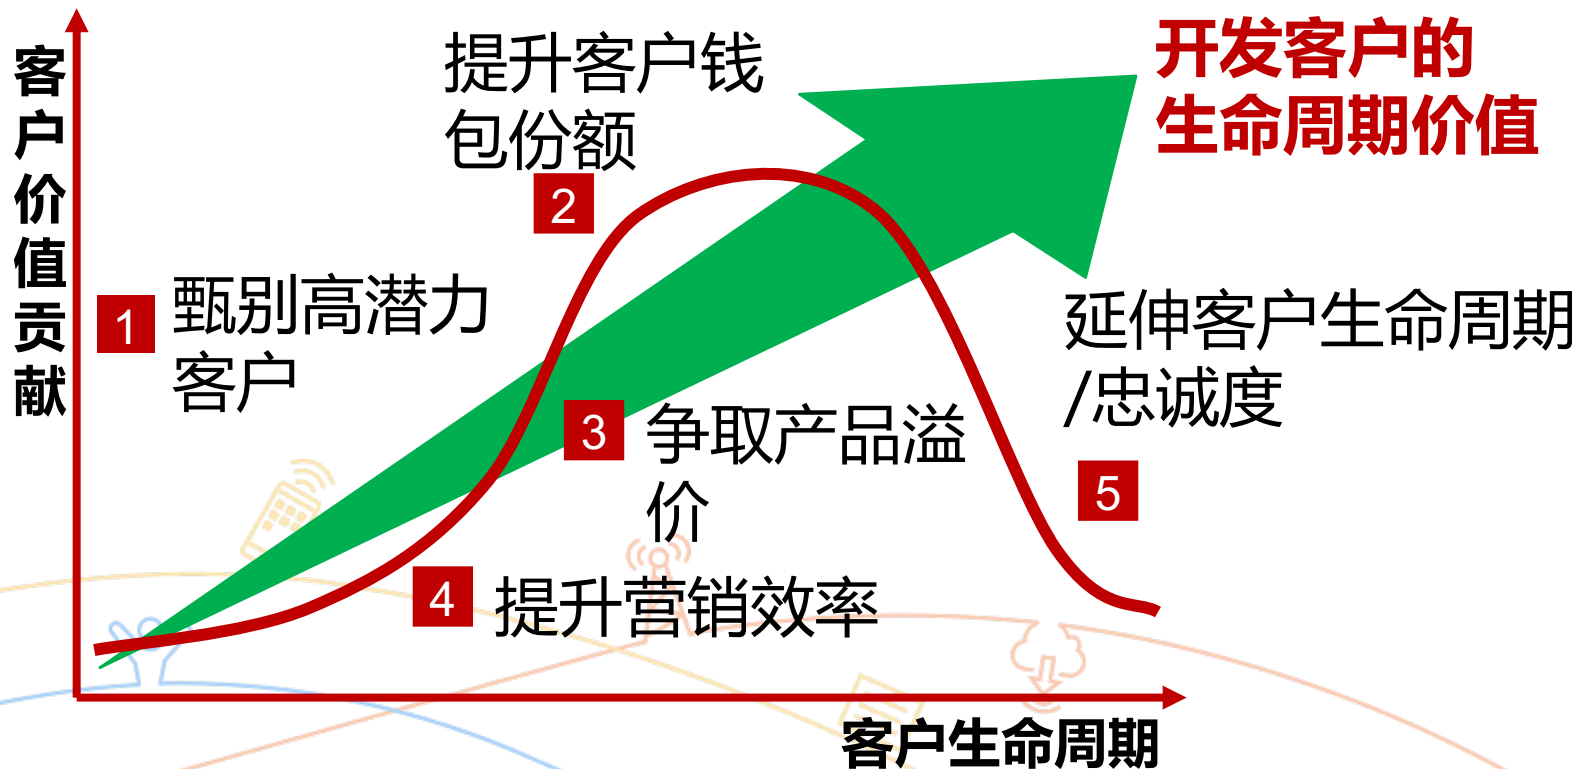 客户价值贡献
提升客户钱
包份额
2
开发客户的
生命周期价值
1
甄别高潜力
客户
延伸客户生命周期
/忠诚度
3
争取产品溢
价
5
4
提升营销效率
客户生命周期